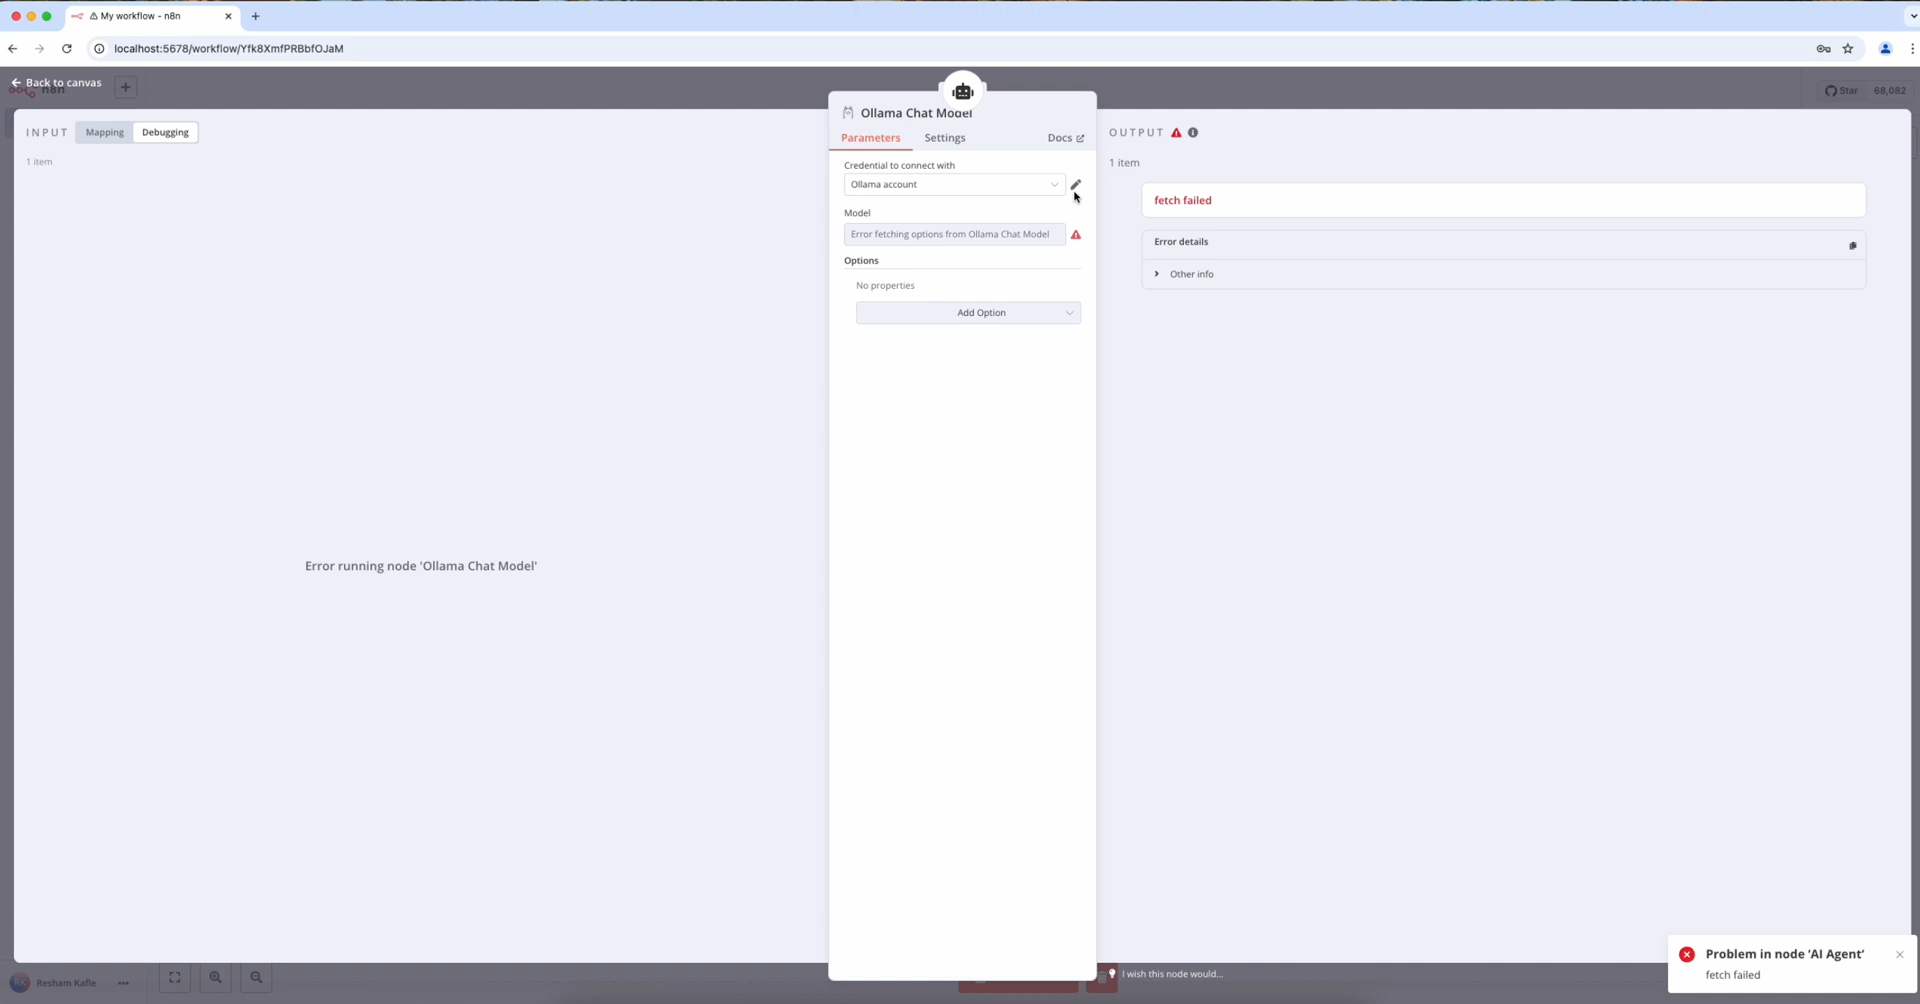 My workflow - n8n
localhost:5678/workflow/Yfk8XmfPRBbfOJaM
Back to canvas
n8n
Star 68,082
INPUT Mapping Debugging
1 item
Error running node 'Ollama Chat Model'
Ollama Chat Model
Parameters Settings Docs
Credential to connect with
Ollama account
Model
Error fetching options from Ollama Chat Model
Options
No properties
Add Option
OUTPUT
1 item
fetch failed
Error details
Other info
RK Resham Kafle
I wish this node would...
Problem in node ‘AI Agent‘
fetch failed